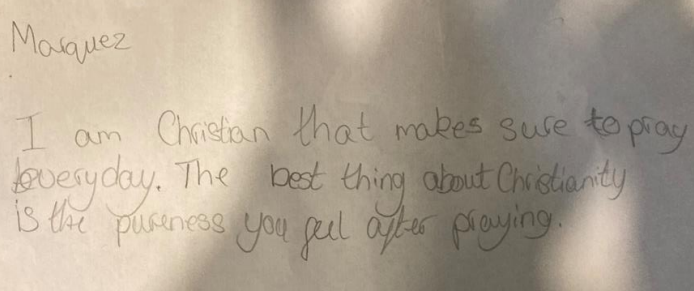 Marquez
I am Christian that makes sure to pray
everyday. The best thing about Christianity
is the pureness you feel after praying.